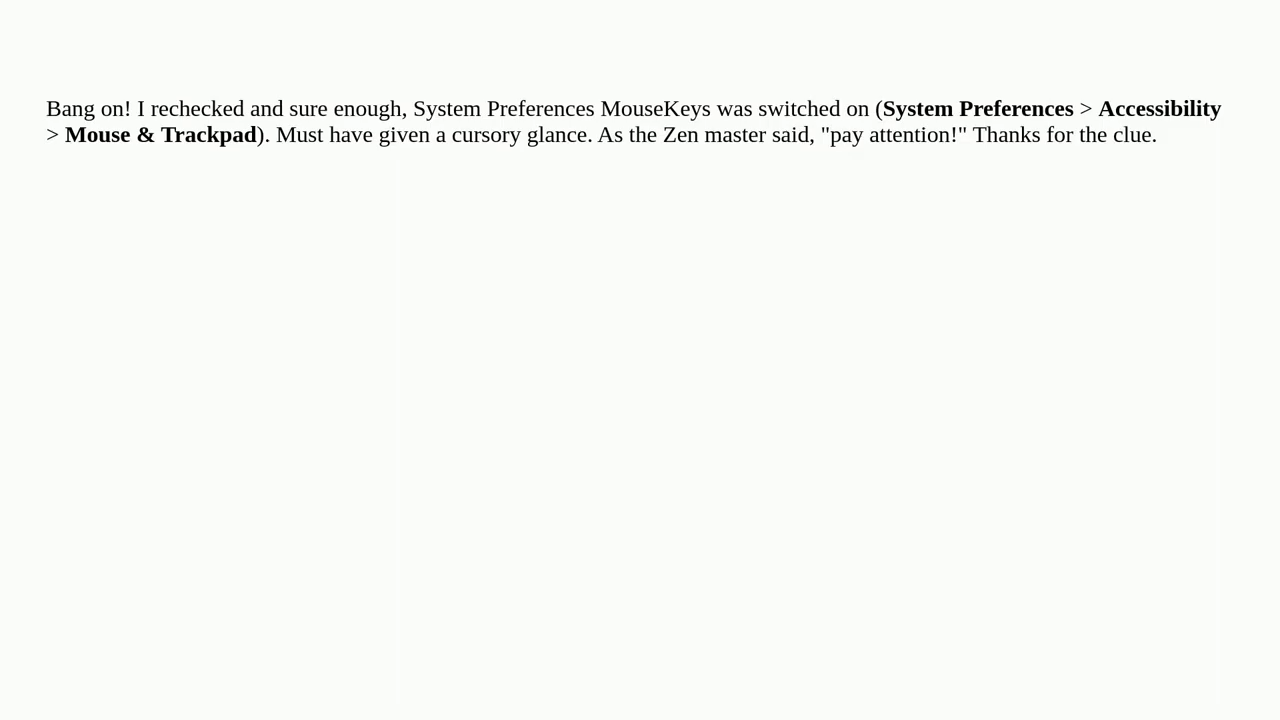 Bang on! I rechecked and sure enough, System Preferences MouseKeys was switched on (System Preferences > Accessibility
> Mouse & Trackpad). Must have given a cursory glance. As the Zen master said, "pay attention!" Thanks for the clue.